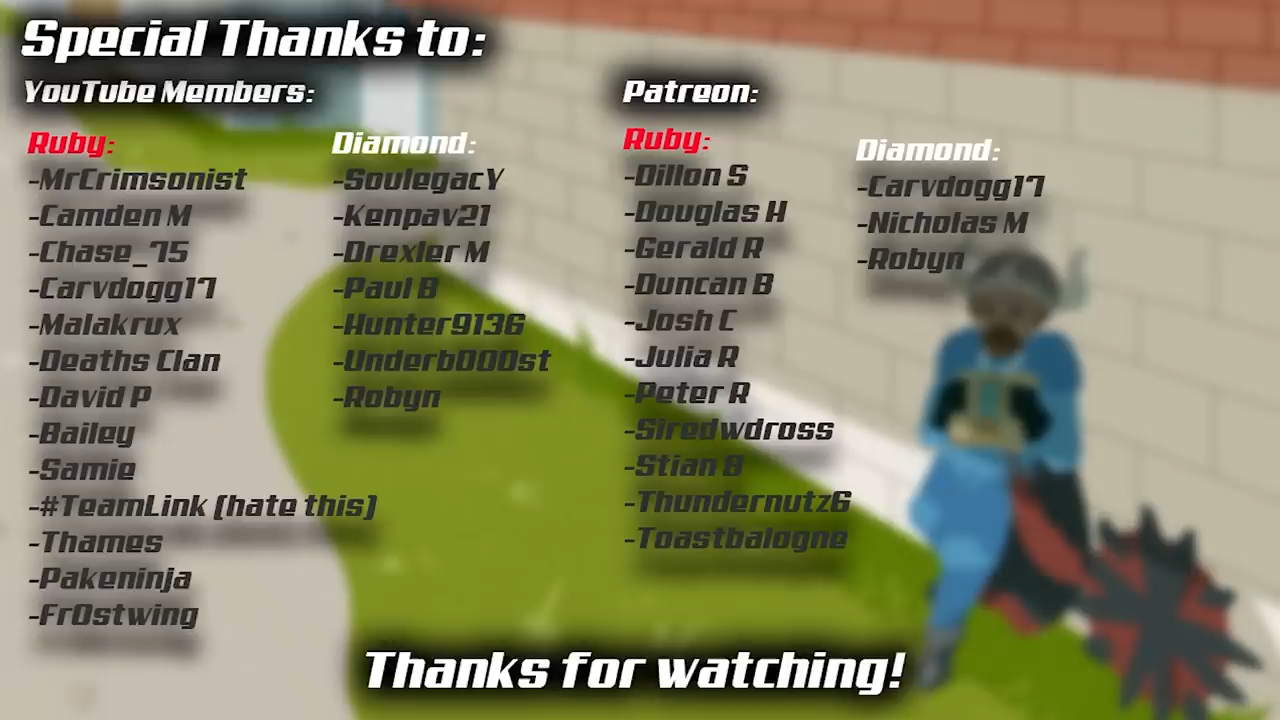 Special Thanks to:
YouTube Members:
Ruby:
-MrCrimsonist
-Camden M
-Chase_75
-Carvdogg17
-Malakrux
-Deaths Clan
-David P
-Bailey
-Samie
-#TeamLink (hate this)
-Thames
-Pakeninja
-Fr0stwing
Diamond:
-SoulegacY
-Kenpav21
-Drexler M
-Paul B
-Hunter9136
-Underb000st
-Robyn
Patreon:
Ruby:
-Dillon S
-Douglas H
-Gerald R
-Duncan B
-Josh C
-Julia R
-Peter R
-Siredwdross
-Stian B
-Thundernutz6
-Toastbalogne
Diamond:
-Carvdogg17
-Nicholas M
-Robyn
Thanks for watching!